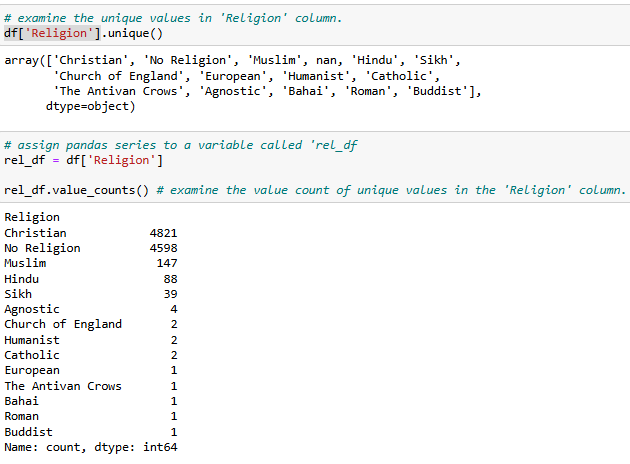 # examine the unique values in 'Religion' column.
df['Religion'].unique()
array(['Christian', 'No Religion', 'Muslim', nan, 'Hindu', 'Sikh',
'Church of England', 'European', 'Humanist', 'Catholic',
'The Antivan Crows', 'Agnostic', 'Bahai', 'Roman', 'Buddist'],
dtype=object)
# assign pandas series to a variable called 'rel_df
rel_df = df['Religion']
rel_df.value_counts() # examine the value count of unique values in the 'Religion' column.
Religion
Christian 4821
No Religion 4598
Muslim 147
Hindu 88
Sikh 39
Agnostic 4
Church of England 2
Humanist 2
Catholic 2
European 1
The Antivan Crows 1
Bahai 1
Roman 1
Buddist 1
Name: count, dtype: int64